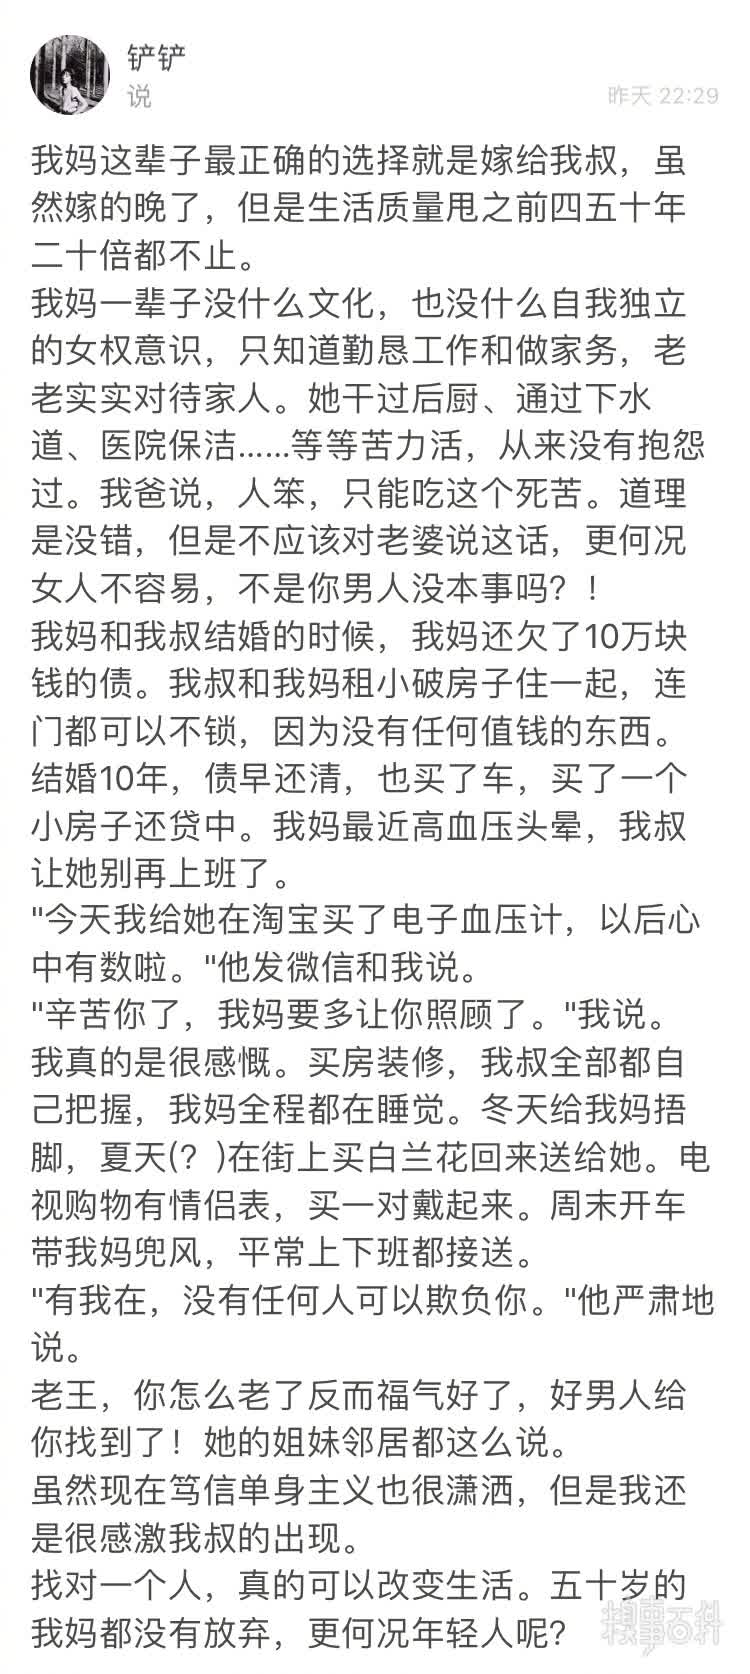 铲铲
说
昨天 22:29
我妈这辈子最正确的选择就是嫁给我叔，虽
然嫁的晚了，但是生活质量甩之前四五十年
二十倍都不止。
我妈一辈子没什么文化，也没什么自我独立
的女权意识，只知道勤恳工作和做家务，老
老实实对待家人。她干过后厨、通过下水
道、医院保洁......等等苦力活，从来没有抱怨
过。我爸说，人笨，只能吃这个死苦。道理
是没错，但是不应该对老婆说这话，更何况
女人不容易，不是你男人没本事吗？！
我妈和我叔结婚的时候，我妈还欠了10万块
钱的债。我叔和我妈租小破房子住一起，连
门都可以不锁，因为没有任何值钱的东西。
结婚10年，债早还清，也买了车，买了一个
小房子还贷中。我妈最近高血压头晕，我叔
让她别再上班了。
"今天我给她在淘宝买了电子血压计，以后心
中有数啦。"他发微信和我说。
"辛苦你了，我妈要多让你照顾了。"我说。
我真的是很感慨。买房装修，我叔全部都自
己把握，我妈全程都在睡觉。冬天给我妈捂
脚，夏天(？)在街上买白兰花回来送给她。电
视购物有情侣表，买一对戴起来。周末开车
带我妈兜风，平常上下班都接送。
"有我在，没有任何人可以欺负你。"他严肃地
说。
老王，你怎么老了反而福气好了，好男人给
你找到了！她的姐妹邻居都这么说。
虽然现在笃信单身主义也很潇洒，但是我还
是很感激我叔的出现。
找对一个人，真的可以改变生活。五十岁的
我妈都没有放弃，更何况年轻人呢？